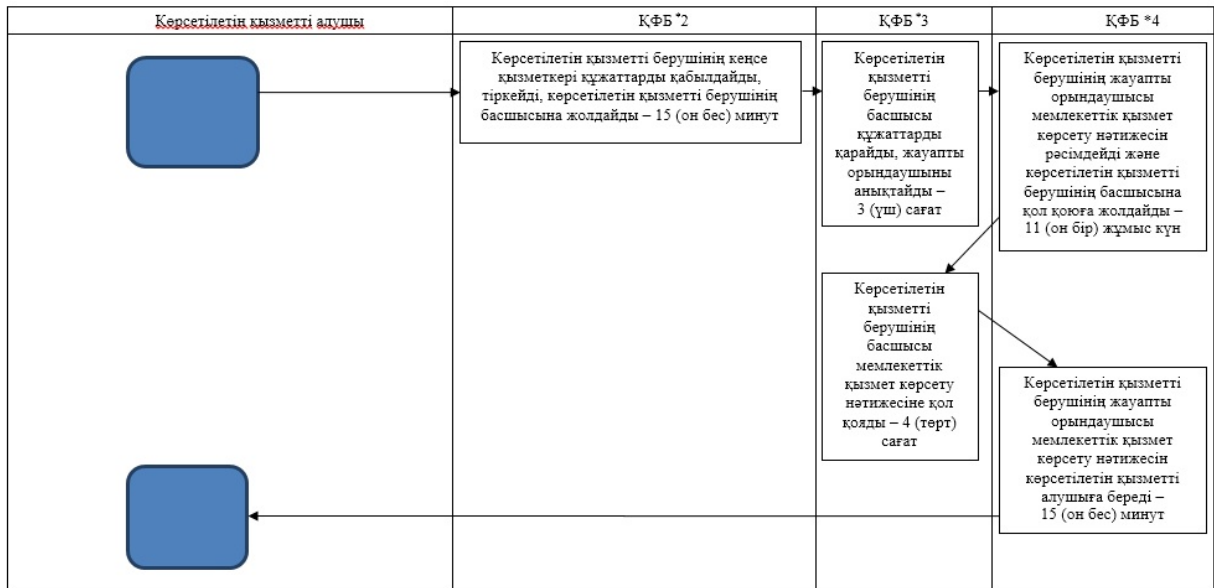 Көрсетілетін қызметті алушы
ҚФБ *2
ҚФБ *3
ҚФБ *4
Көрсетілетін қызметті берушінің кеңсе
қызметкері құжаттарды қабылдайды,
тіркейді, көрсетілетін қызметті берушінің
басшысына жолдайды – 15 (он бес) минут
Көрсетілетін
қызметті
берушінің
басшысы
құжаттарды
қарайды, жауапты
орындаушыны
анықтайды –
3 (үш) сағат
Көрсетілетін қызметті
берушінің жауапты
орындаушысы
мемлекеттік қызмет
көрсету нәтижесін
рәсімдейді және
көрсетілетін қызметті
берушінің басшысына
қол қоюға жолдайды –
11 (он бір) жұмыс күн
Көрсетілетін
қызметті
берушінің
басшысы
мемлекеттік
қызмет көрсету
нәтижесіне қол
қояды – 4 (төрт)
сағат
Көрсетілетін қызметті
берушінің жауапты
орындаушысы
мемлекеттік қызмет
көрсету нәтижесін
көрсетілетін қызметті
алушыға береді –
15 (он бес) минут